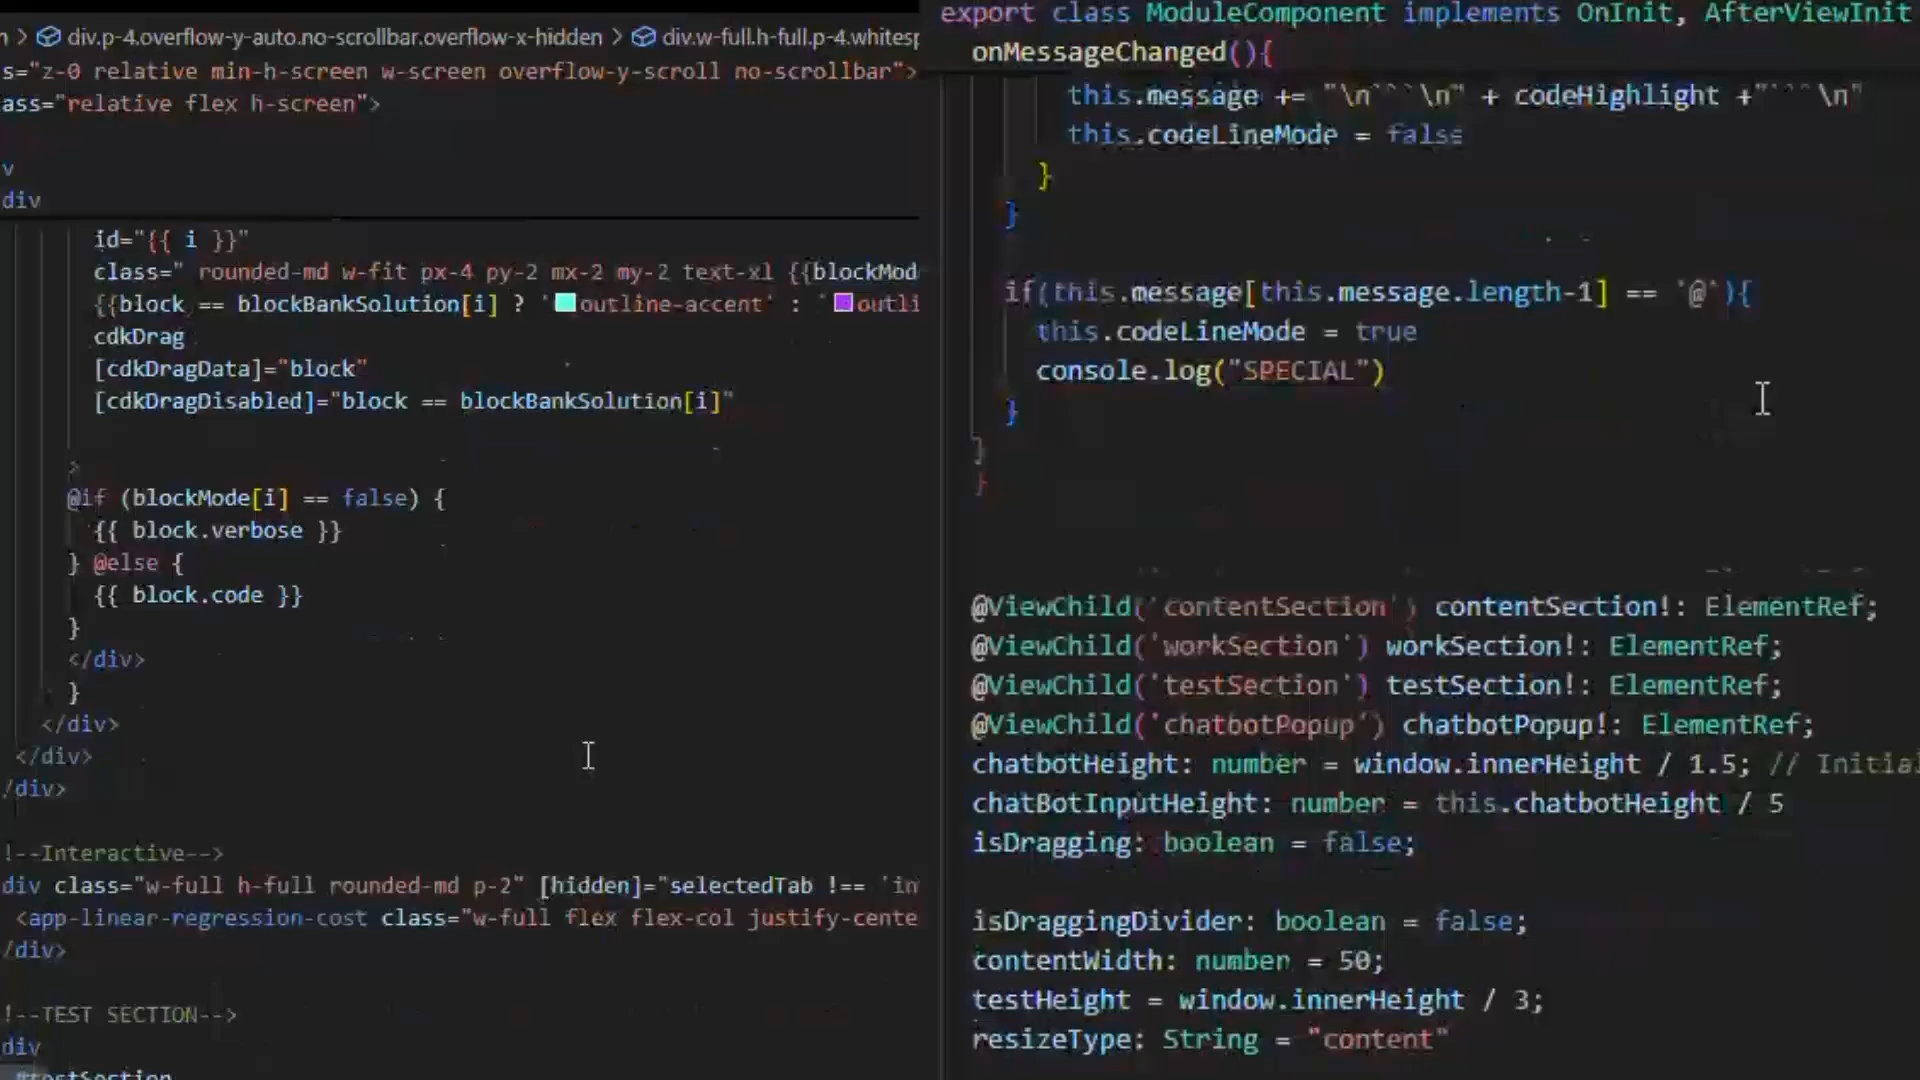 n > div.p-4.overflow-y-auto.no-scrollbar.overflow-x-hidden > div.w-full.h-full.p-4.whitesp
s="z-0 relative min-h-screen w-screen overflow-y-scroll no-scrollbar">
ass="relative flex h-screen">
v
div
id="{{ i }}"
class=" rounded-md w-fit px-4 py-2 mx-2 my-2 text-xl {{blockMod
{{block == blockBankSolution[i] ? 'outline-accent' : 'outli
cdkDrag
[cdkDragData]="block"
[cdkDragDisabled]="block == blockBankSolution[i]"
>
@if (blockMode[i] == false) {
{{ block.verbose }}
} @else {
{{ block.code }}
}
</div>
}
</div>
</div>
/div>
!--Interactive-->
div class="w-full h-full rounded-md p-2" [hidden]="selectedTab !== 'in
<app-linear-regression-cost class="w-full flex flex-col justify-cente
/div>
!--TEST SECTION-->
div
#testSection
export class ModuleComponent implements OnInit, AfterViewInit
onMessageChanged(){
this.message += "\n```\n" + codeHighlight +"```\n"
this.codeLineMode = false
}
}
if(this.message[this.message.length-1] == '@'){
this.codeLineMode = true
console.log("SPECIAL")
}
}
}
@ViewChild('contentSection') contentSection!: ElementRef;
@ViewChild('workSection') workSection!: ElementRef;
@ViewChild('testSection') testSection!: ElementRef;
@ViewChild('chatbotPopup') chatbotPopup!: ElementRef;
chatbotHeight: number = window.innerHeight / 1.5; // Initial
chatBotInputHeight: number = this.chatbotHeight / 5
isDragging: boolean = false;
isDraggingDivider: boolean = false;
contentWidth: number = 50;
testHeight = window.innerHeight / 3;
resizeType: String = "content"